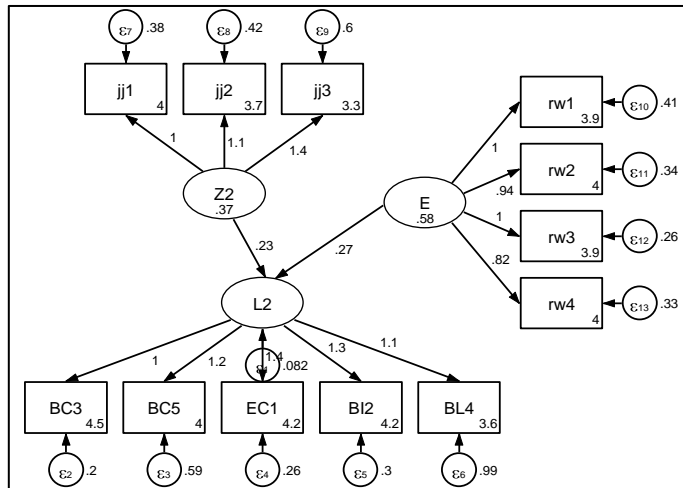 ε7 .38
ε8 .42
ε9 .6
jj1 4
jj2 3.7
jj3 3.3
1
1.1
1.4
Z2 .37
rw1 3.9
ε10 .41
rw2 4
ε11 .34
rw3 3.9
ε12 .26
rw4 4
ε13 .33
1
.94
1
.82
E .58
.23
.27
L2
1
1.2
1.4
1.3
1.1
ε1 .082
BC3 4.5
BC5 4
EC1 4.2
BI2 4.2
BL4 3.6
ε2 .2
ε3 .59
ε4 .26
ε5 .3
ε6 .99